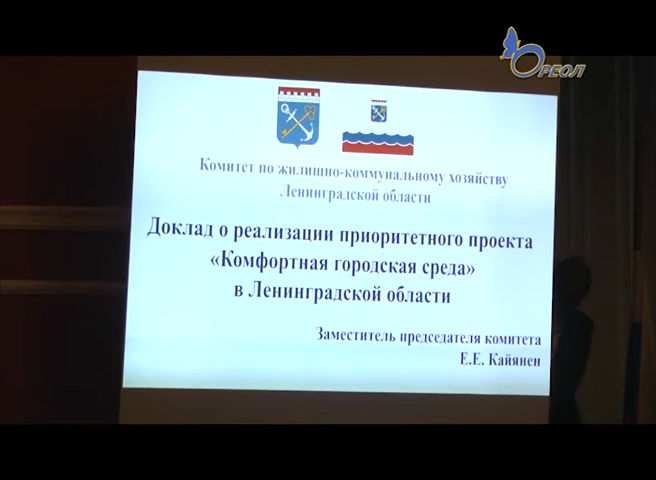 ОРЕОЛ
Комитет по жилищно-коммунальному хозяйству
Ленинградской области
Доклад о реализации приоритетного проекта
«Комфортная городская среда»
в Ленинградской области
Заместитель председателя комитета
Е.Е. Кайянен